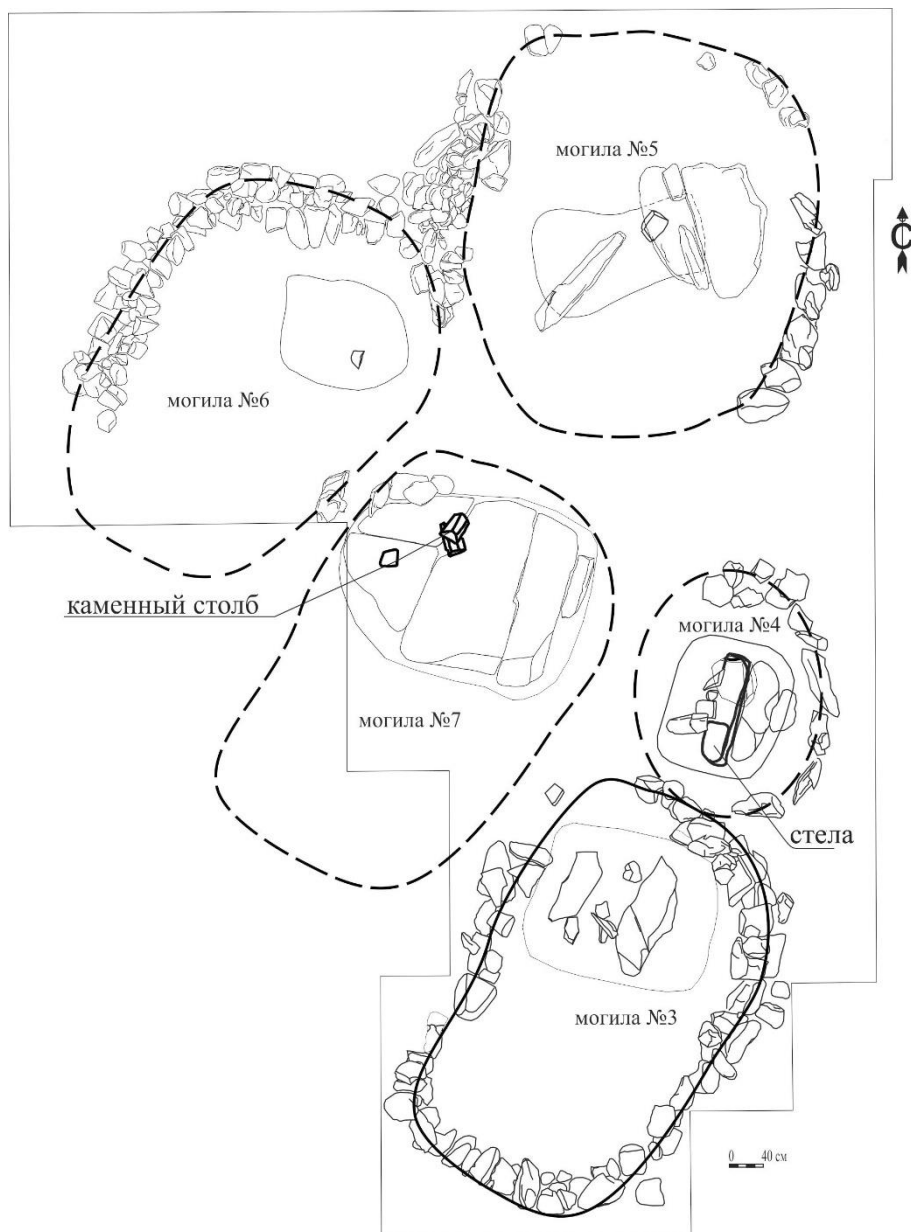 могила №5
С
могила №6
каменный столб
могила №4
могила №7
стела
могила №3
0 40 см